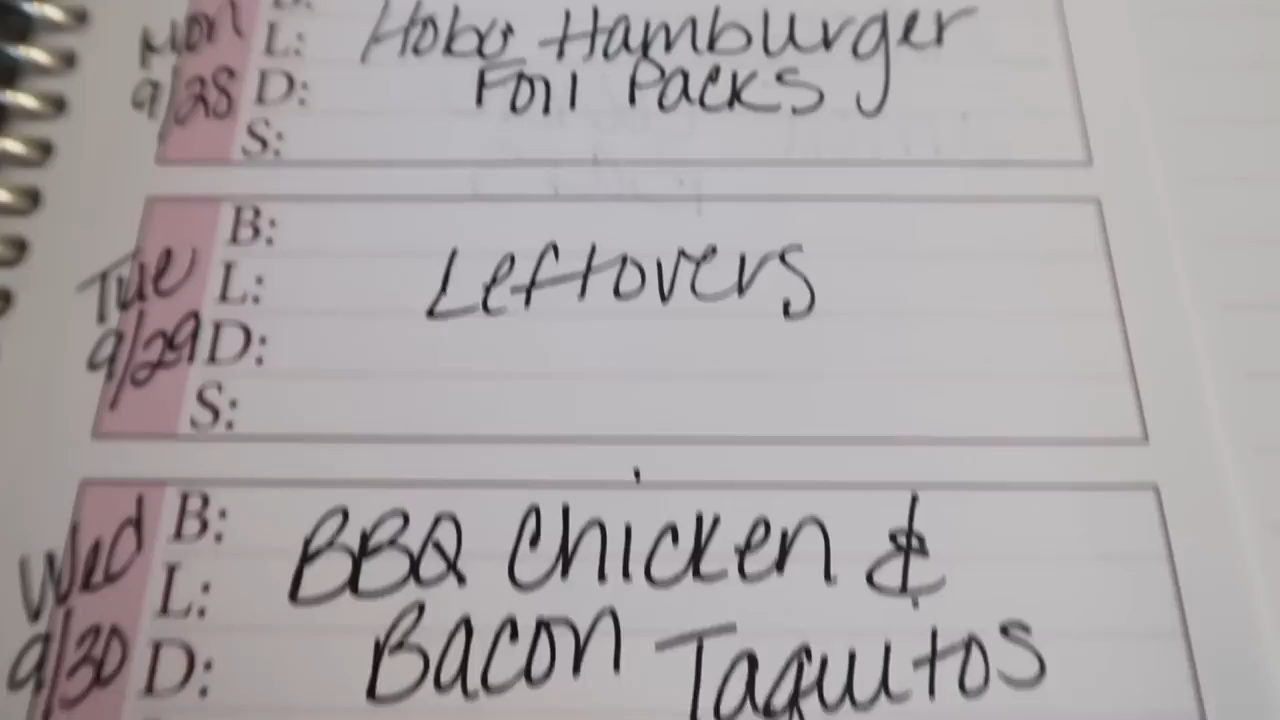 Mon L: Hobo Hamburger
9/28 D: Foil Packs
S:
B:
Tue L: Leftovers
9/29 D:
S:
B:
Wed L: BBQ Chicken &
9/30 D: Bacon Taquitos